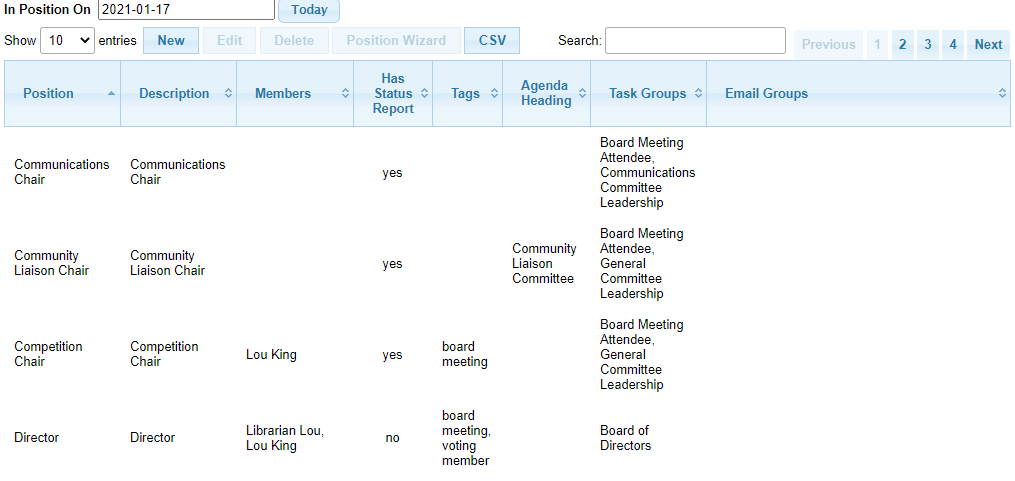 In Position On 2021-01-17 Today
Show 10 entries New Edit Delete Position Wizard CSV Search: Previous 1 2 3 4 Next
Position Description Members Has Status Report Tags Agenda Heading Task Groups Email Groups
Communications Chair Communications Chair yes Board Meeting Attendee, Communications Committee Leadership
Community Liaison Chair Community Liaison Chair yes Community Liaison Committee Board Meeting Attendee, General Committee Leadership
Competition Chair Competition Chair Lou King yes board meeting Board Meeting Attendee, General Committee Leadership
Director Director Librarian Lou, Lou King no board meeting, voting member Board of Directors